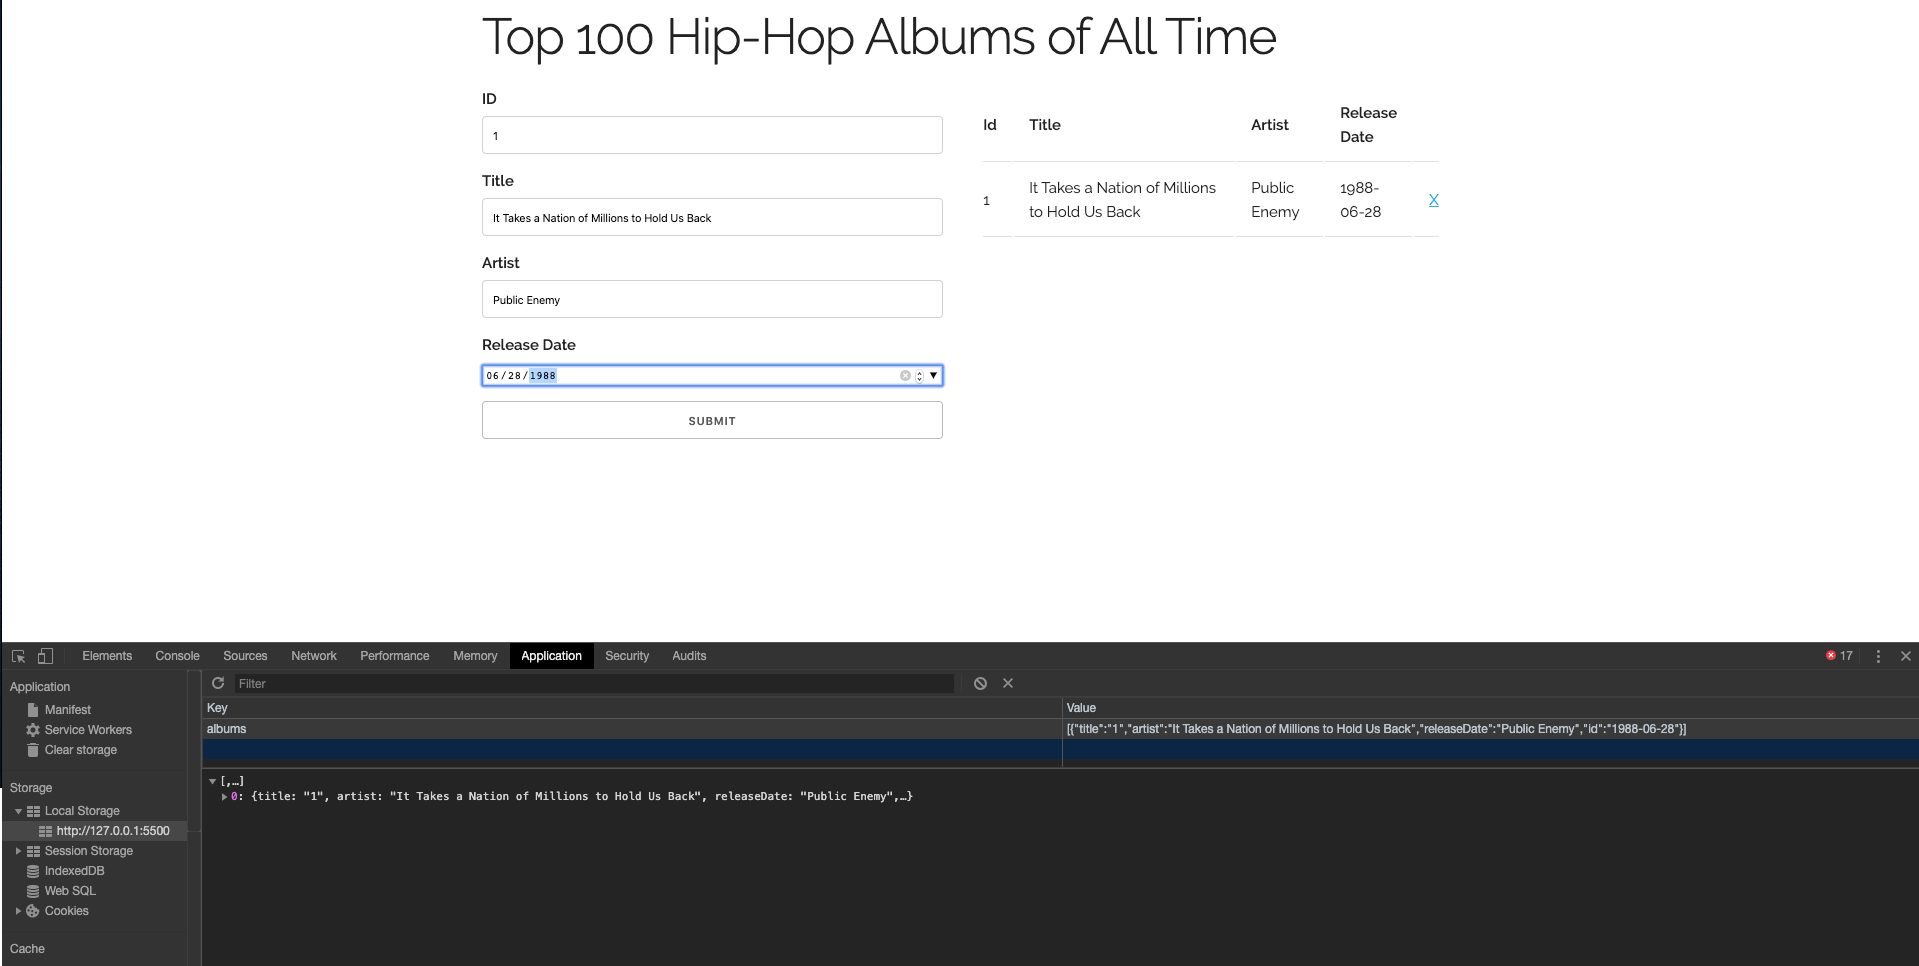 Top 100 Hip-Hop Albums of All Time
ID
1
Title
It Takes a Nation of Millions to Hold Us Back
Artist
Public Enemy
Release Date
06/28/1988
SUBMIT
Id Title Artist Release Date
1 It Takes a Nation of Millions to Hold Us Back Public Enemy 1988-06-28 X
Elements Console Sources Network Performance Memory Application Security Audits 17
Application
Manifest
Service Workers
Clear storage
Storage
Local Storage
http://127.0.0.1:5500
Session Storage
IndexedDB
Web SQL
Cookies
Cache
Filter
Key Value
albums [{"title":"1","artist":"It Takes a Nation of Millions to Hold Us Back","releaseDate":"Public Enemy","id":"1988-06-28"}]
[,…]
0: {title: "1", artist: "It Takes a Nation of Millions to Hold Us Back", releaseDate: "Public Enemy",…}